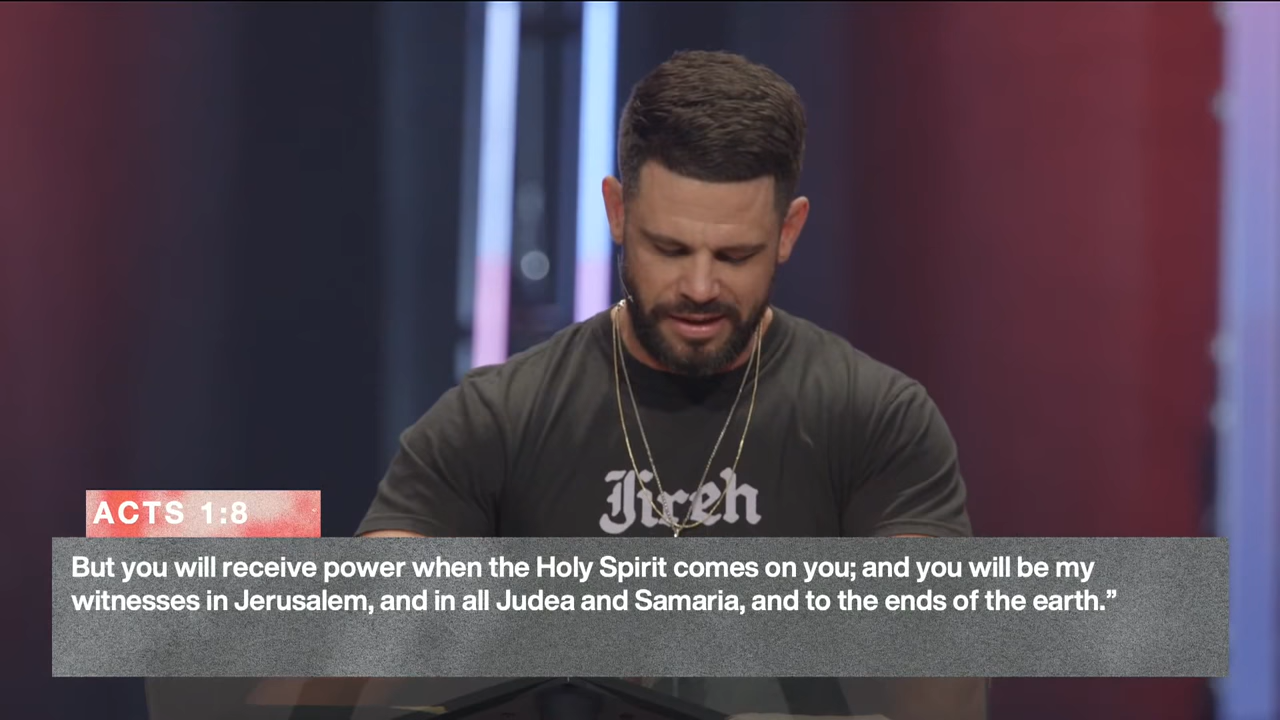 Jireh
ACTS 1:8
But you will receive power when the Holy Spirit comes on you; and you will be my
witnesses in Jerusalem, and in all Judea and Samaria, and to the ends of the earth.”